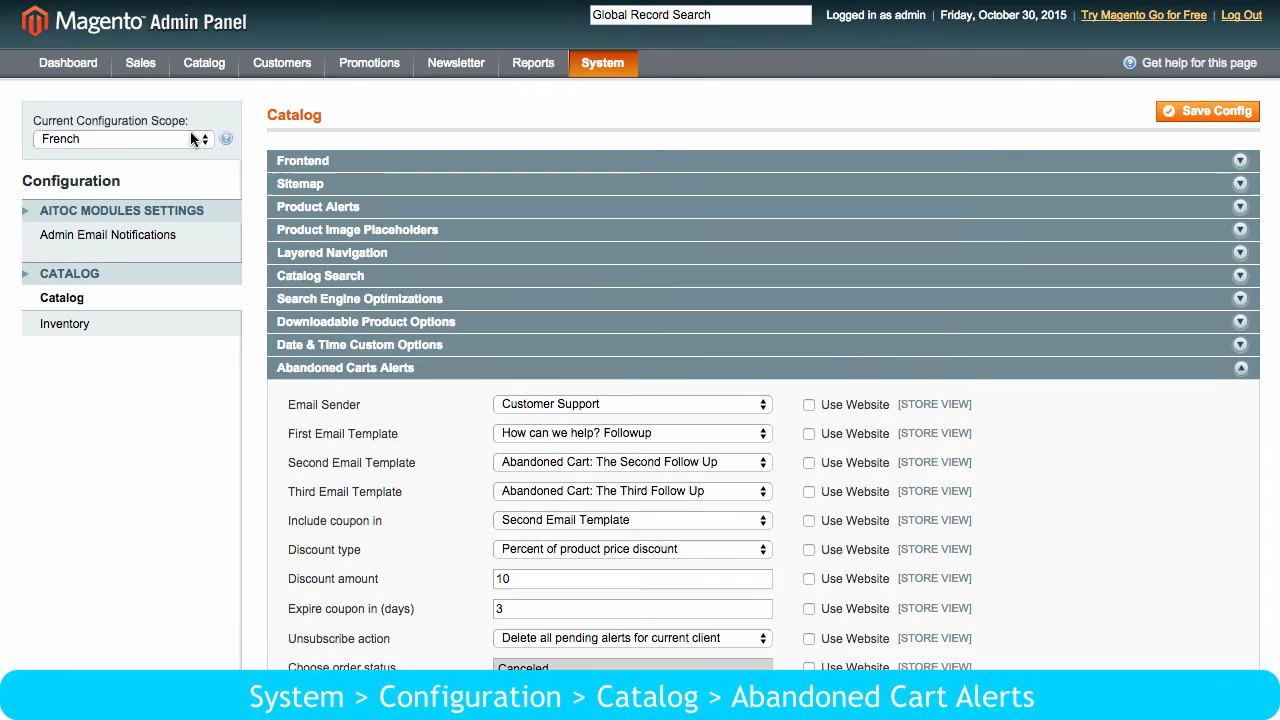 Magento Admin Panel
Global Record Search
Logged in as admin | Friday, October 30, 2015 | Try Magento Go for Free | Log Out
Dashboard Sales Catalog Customers Promotions Newsletter Reports System
Get help for this page
Current Configuration Scope:
French
Configuration
AITOC MODULES SETTINGS
Admin Email Notifications
CATALOG
Catalog
Inventory
Catalog
Save Config
Frontend
Sitemap
Product Alerts
Product Image Placeholders
Layered Navigation
Catalog Search
Search Engine Optimizations
Downloadable Product Options
Date & Time Custom Options
Abandoned Carts Alerts
Email Sender Customer Support Use Website [STORE VIEW]
First Email Template How can we help? Followup Use Website [STORE VIEW]
Second Email Template Abandoned Cart: The Second Follow Up Use Website [STORE VIEW]
Third Email Template Abandoned Cart: The Third Follow Up Use Website [STORE VIEW]
Include coupon in Second Email Template Use Website [STORE VIEW]
Discount type Percent of product price discount Use Website [STORE VIEW]
Discount amount 10 Use Website [STORE VIEW]
Expire coupon in (days) 3 Use Website [STORE VIEW]
Unsubscribe action Delete all pending alerts for current client Use Website [STORE VIEW]
Choose order status Canceled Use Website [STORE VIEW]
System > Configuration > Catalog > Abandoned Cart Alerts